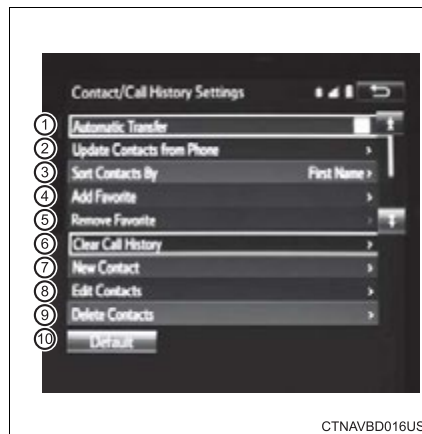 Contact/Call History Settings
1 Automatic Transfer
2 Update Contacts from Phone
3 Sort Contacts By First Name >
4 Add Favorite >
5 Remove Favorite >
6 Clear Call History >
7 New Contact >
8 Edit Contacts >
9 Delete Contacts >
10 Default
CTNAVBD016US